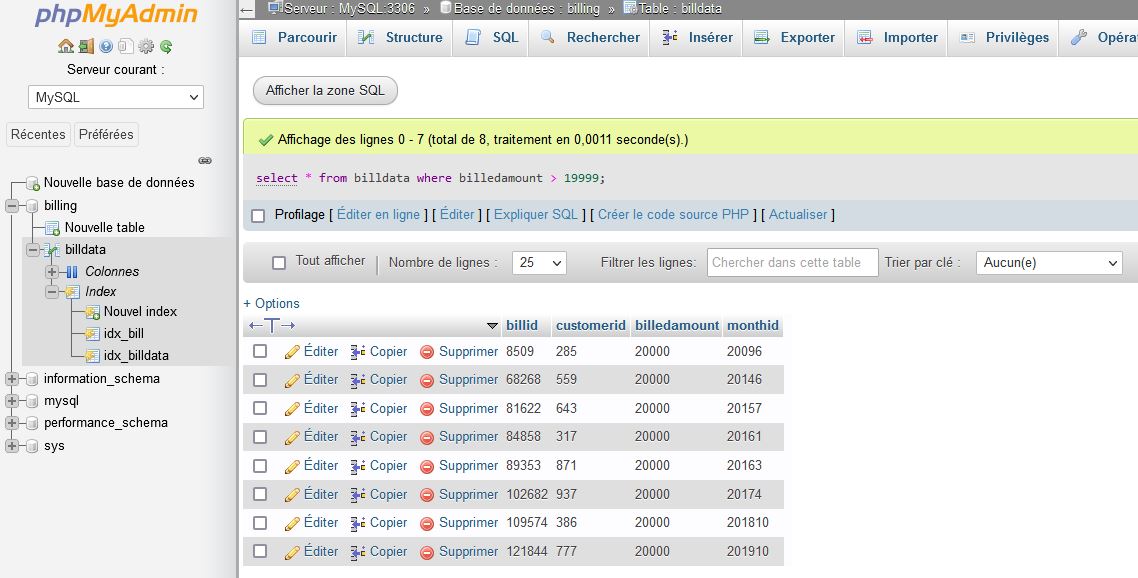 phpMyAdmin
Serveur courant :
MySQL
Récentes Préférées
Nouvelle base de données
billing
Nouvelle table
billdata
Colonnes
Index
Nouvel index
idx_bill
idx_billdata
information_schema
mysql
performance_schema
sys
Serveur : MySQL:3306 » Base de données : billing » Table : billdata
Parcourir Structure SQL Rechercher Insérer Exporter Importer Privilèges Opéra
Afficher la zone SQL
Affichage des lignes 0 - 7 (total de 8, traitement en 0,0011 seconde(s).)
select * from billdata where billedamount > 19999;
Profilage [ Éditer en ligne ] [ Éditer ] [ Expliquer SQL ] [ Créer le code source PHP ] [ Actualiser ]
Tout afficher | Nombre de lignes : 25 Filtrer les lignes: Chercher dans cette table Trier par clé : Aucun(e)
+ Options
←T→ billid customerid billedamount monthid
Éditer Copier Supprimer 8509 285 20000 20096
Éditer Copier Supprimer 68268 559 20000 20146
Éditer Copier Supprimer 81622 643 20000 20157
Éditer Copier Supprimer 84858 317 20000 20161
Éditer Copier Supprimer 89353 871 20000 20163
Éditer Copier Supprimer 102682 937 20000 20174
Éditer Copier Supprimer 109574 386 20000 201810
Éditer Copier Supprimer 121844 777 20000 201910